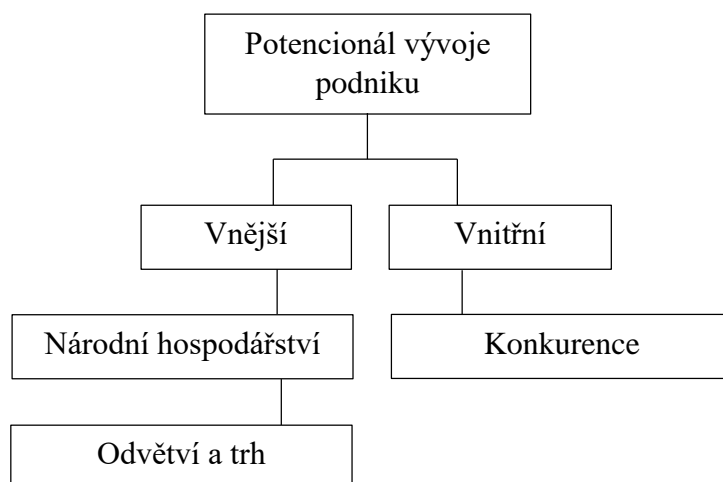 Potencionál vývoje
podniku
Vnější
Vnitřní
Národní hospodářství
Konkurence
Odvětví a trh